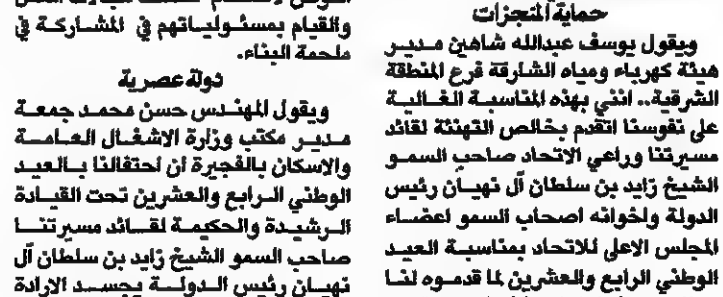 حماية المنجزات
ويقول يوسف عبدالله شاهين مدير
هيئة كهرباء ومياه الشارقة فرع المنطقة
الشرقية.. انني بهذه المناسبة الغالية
على نفوسنا اتقدم بخالص التهنئة لقائد
مسيرتنا وراعي الاتحاد صاحب السمو
الشيخ زايد بن سلطان آل نهيان رئيس
الدولة واخوانه اصحاب السمو اعضاء
المجلس الاعلى للاتحاد بمناسبة العيد
الوطني الرابع والعشرين لما قدموه لنا
والقيام بمسئولياتهم في المشاركة في
ملحمة البناء.
دولة عصرية
ويقول المهندس حسن محمد جمعة
مدير مكتب وزارة الاشغال العامة
والاسكان بالفجيرة ان احتفالنا بالعيد
الوطني الرابع والعشرين تحت القيادة
الرشيدة والحكيمة لقائد مسيرتنا
صاحب السمو الشيخ زايد بن سلطان آل
نهيان رئيس الدولة يجسد الارادة